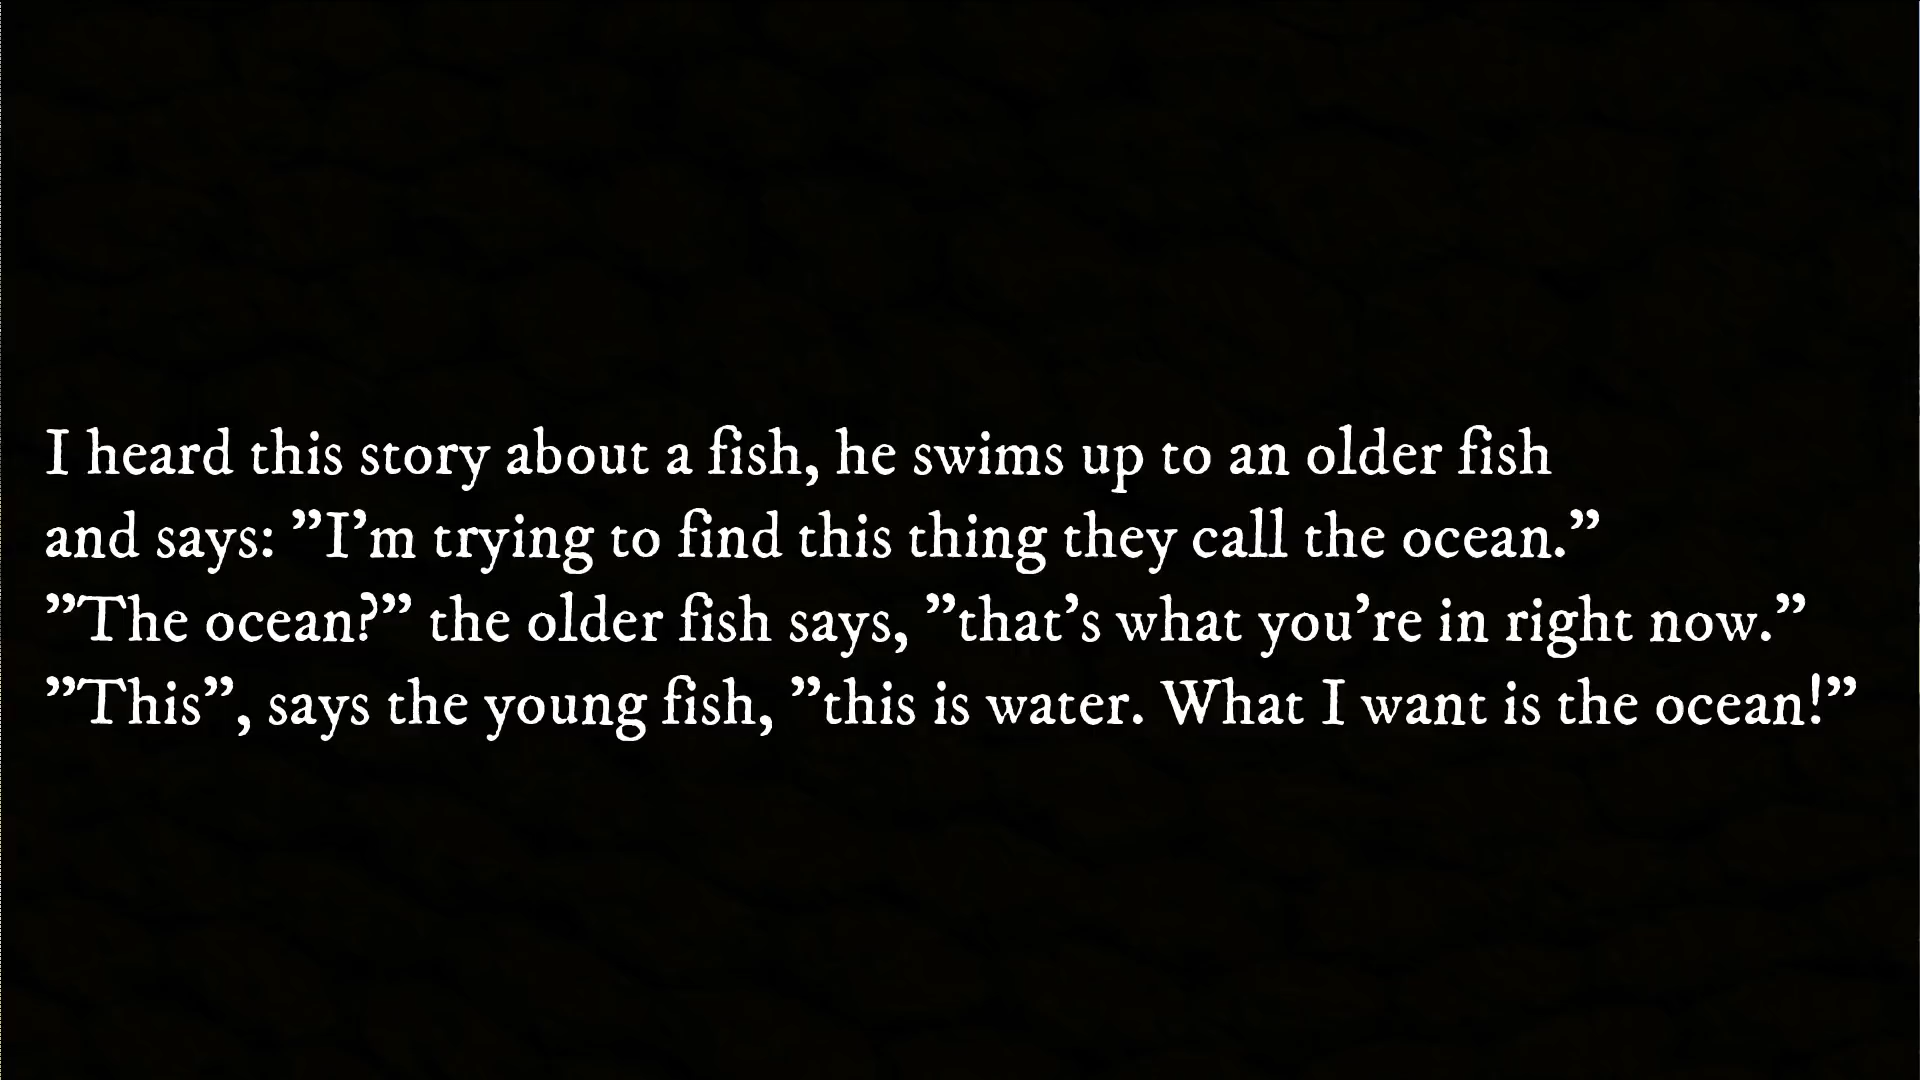 I heard this story about a fish, he swims up to an older fish
and says: ”I’m trying to find this thing they call the ocean.”
”The ocean?” the older fish says, ”that’s what you’re in right now.”
”This”, says the young fish, ”this is water. What I want is the ocean!”